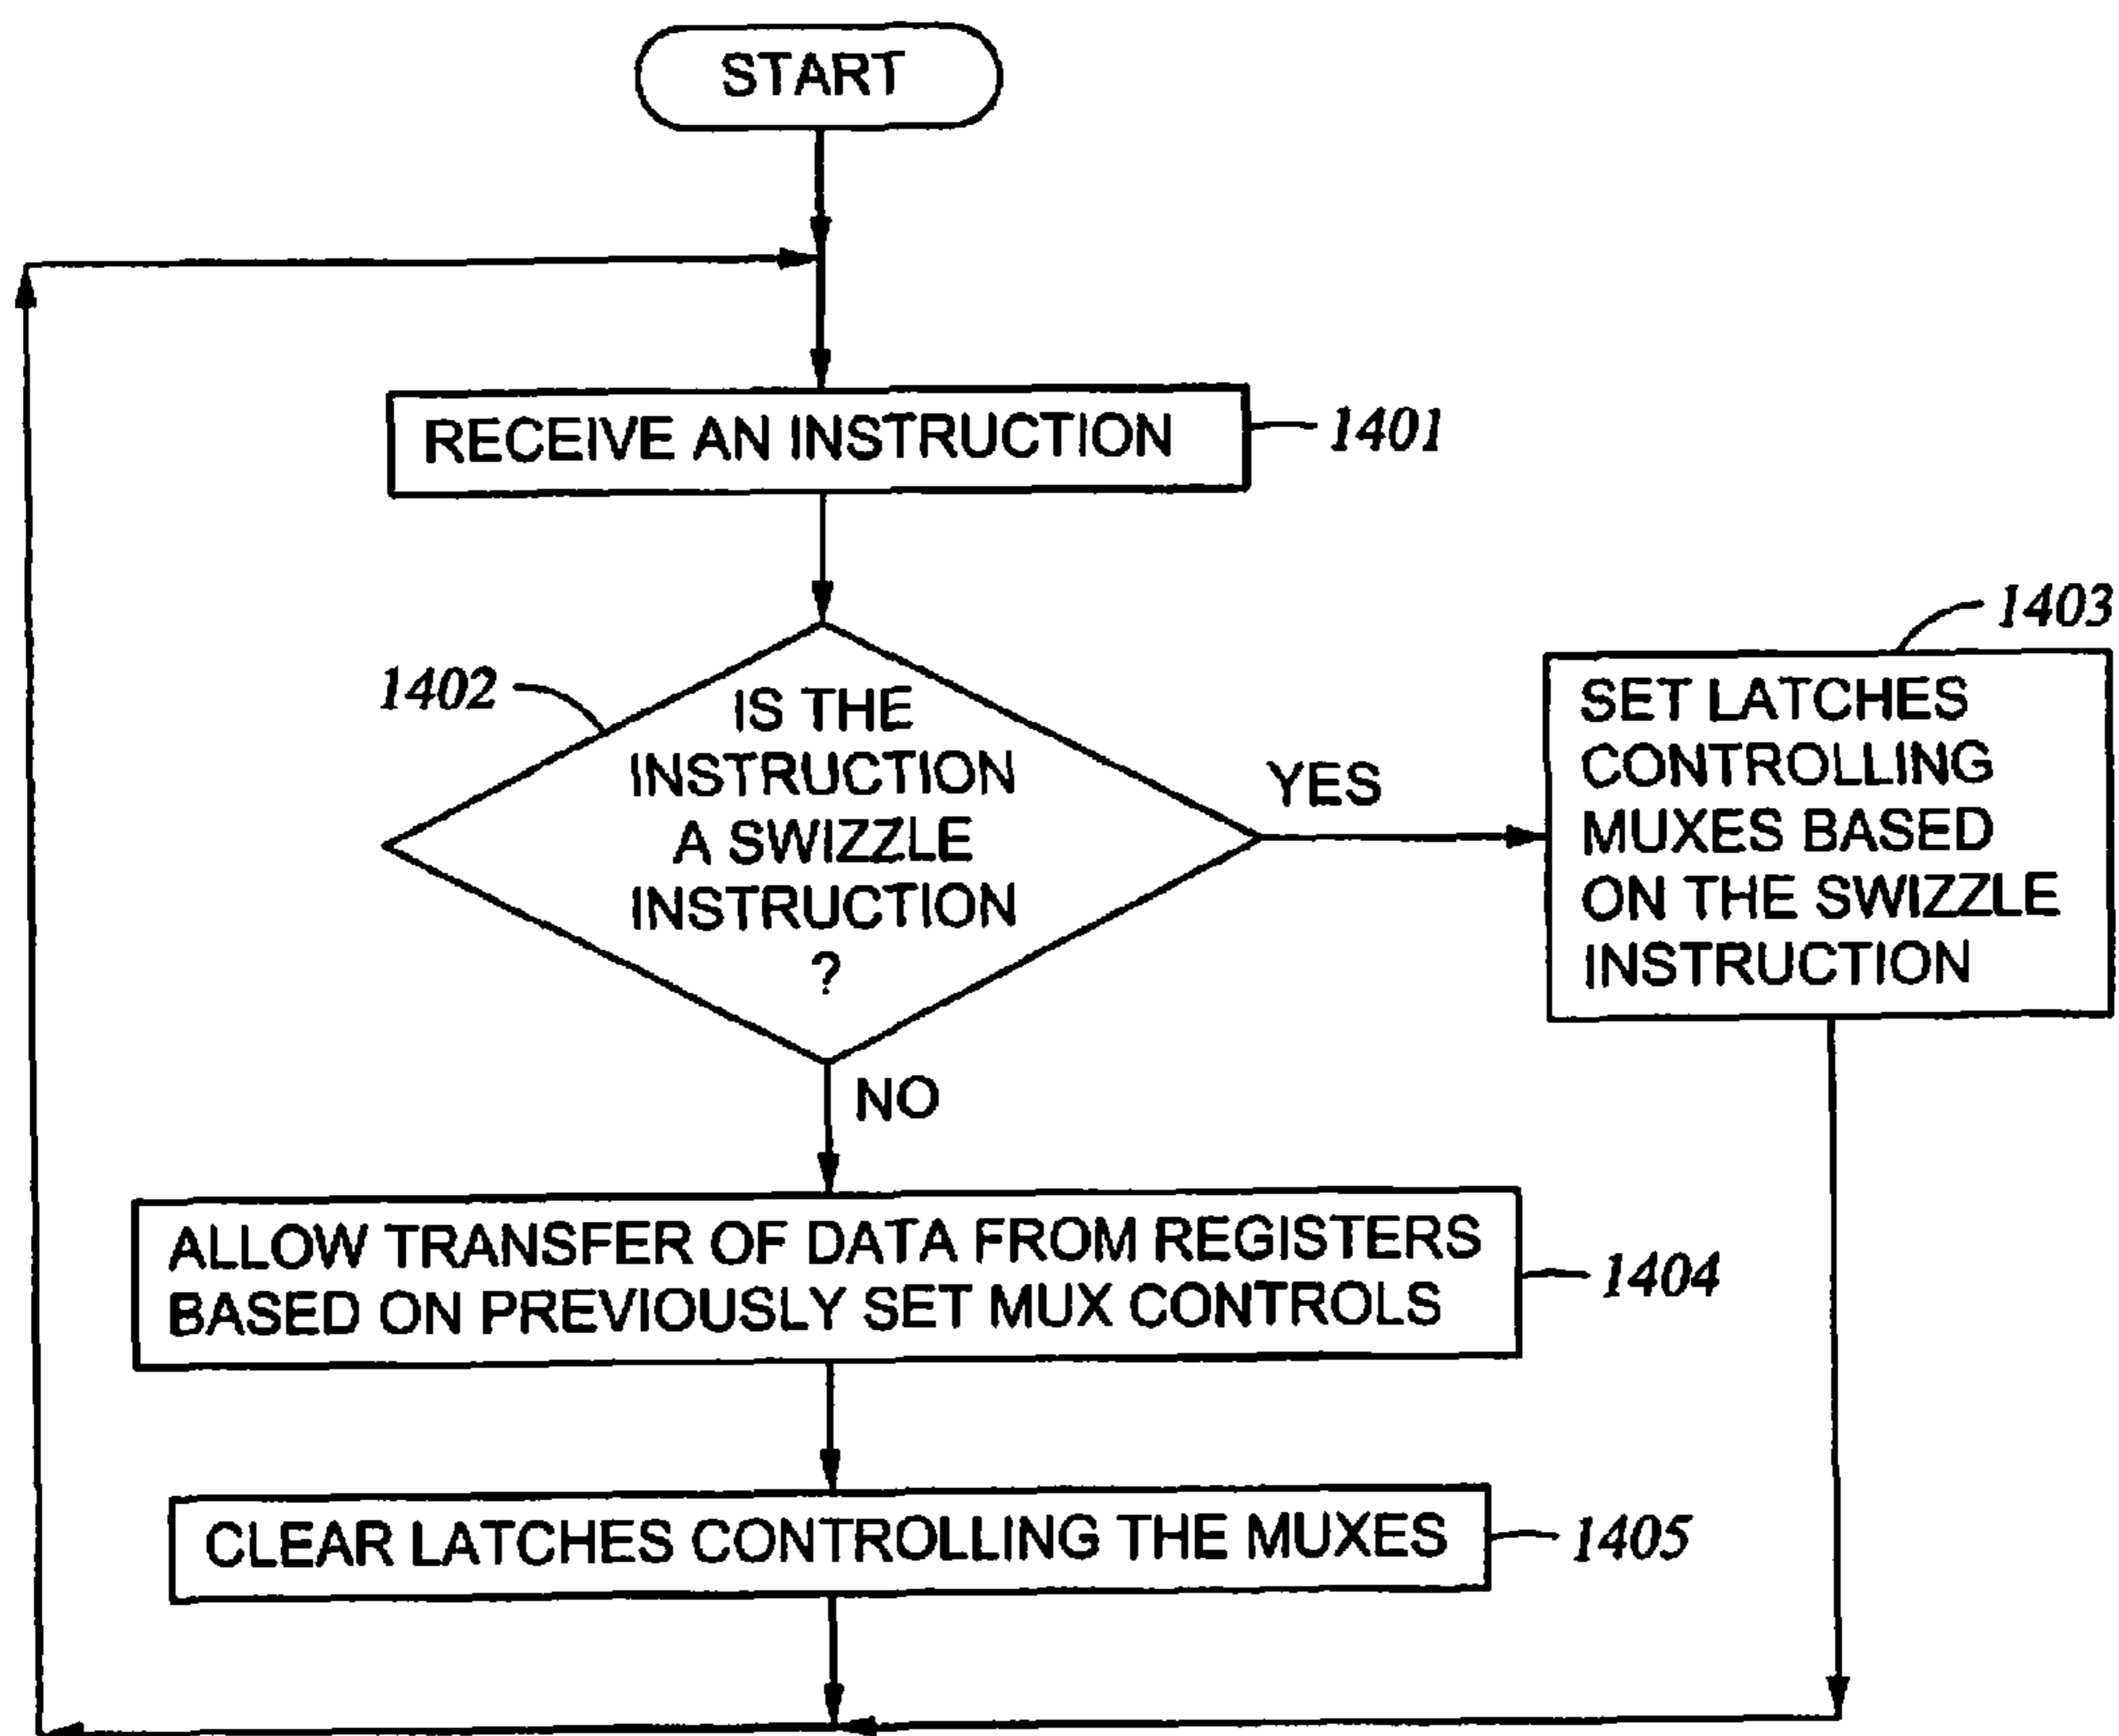 START
RECEIVE AN INSTRUCTION
1401
1402
IS THE
INSTRUCTION
A SWIZZLE
INSTRUCTION
?
YES
1403
SET LATCHES
CONTROLLING
MUXES BASED
ON THE SWIZZLE
INSTRUCTION
NO
ALLOW TRANSFER OF DATA FROM REGISTERS
BASED ON PREVIOUSLY SET MUX CONTROLS
1404
CLEAR LATCHES CONTROLLING THE MUXES
1405